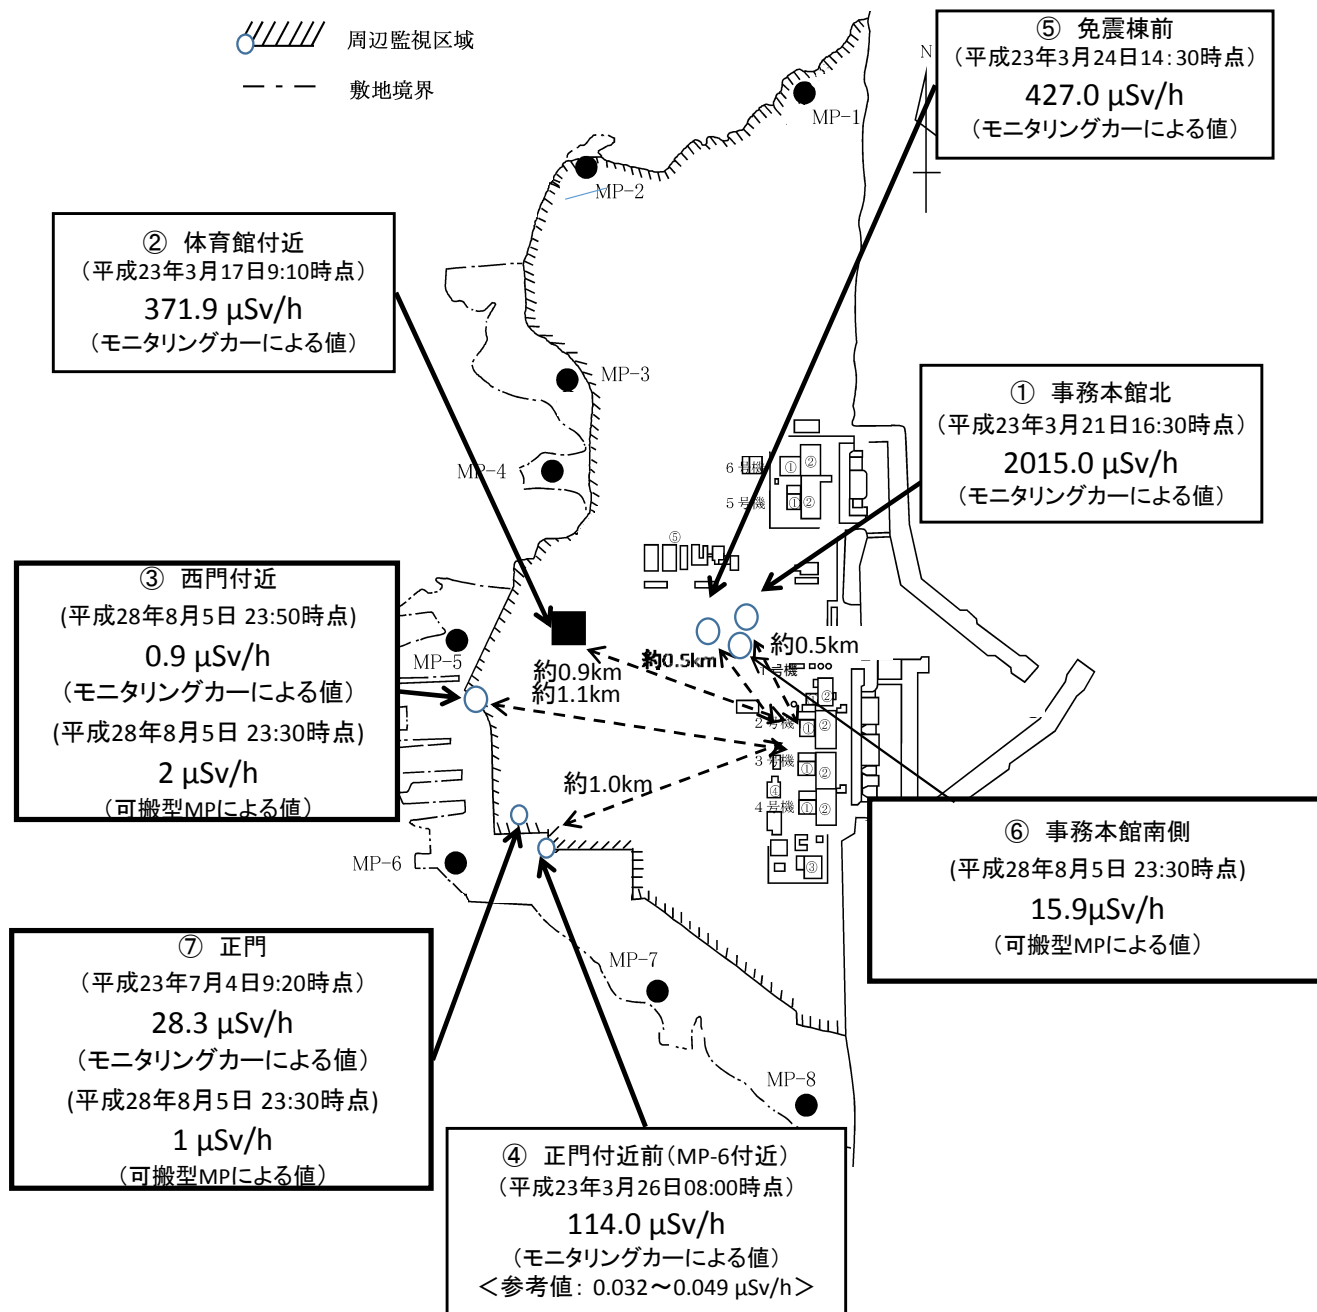 周辺監視区域
敷地境界
⑤ 免震棟前
（平成23年3月24日14：30時点）
427.0 μSv/h
（モニタリングカーによる値）
N
MP-1
MP-2
② 体育館付近
（平成23年3月17日9:10時点）
371.9 μSv/h
（モニタリングカーによる値）
MP-3
MP-4
① 事務本館北
（平成23年3月21日16:30時点）
2015.0 μSv/h
（モニタリングカーによる値）
6号機
① ②
5号機
① ②
⑤
③ 西門付近
(平成28年8月5日 23:50時点)
0.9 μSv/h
（モニタリングカーによる値）
(平成28年8月5日 23:30時点)
2 μSv/h
（可搬型MPによる値）
MP-5
約0.9km
約1.1km
約0.5km
約0.5km
1号機
②
2号機
① ②
3号機
① ②
④
4号機
① ②
③
約1.0km
MP-6
⑥ 事務本館南側
(平成28年8月5日 23:30時点)
15.9μSv/h
（可搬型MPによる値）
⑦ 正門
（平成23年7月4日9:20時点）
28.3 μSv/h
（モニタリングカーによる値）
(平成28年8月5日 23:30時点)
1 μSv/h
（可搬型MPによる値）
MP-7
MP-8
④ 正門付近前（MP-6付近）
（平成23年3月26日08:00時点）
114.0 μSv/h
（モニタリングカーによる値）
＜参考値： 0.032～0.049 μSv/h＞